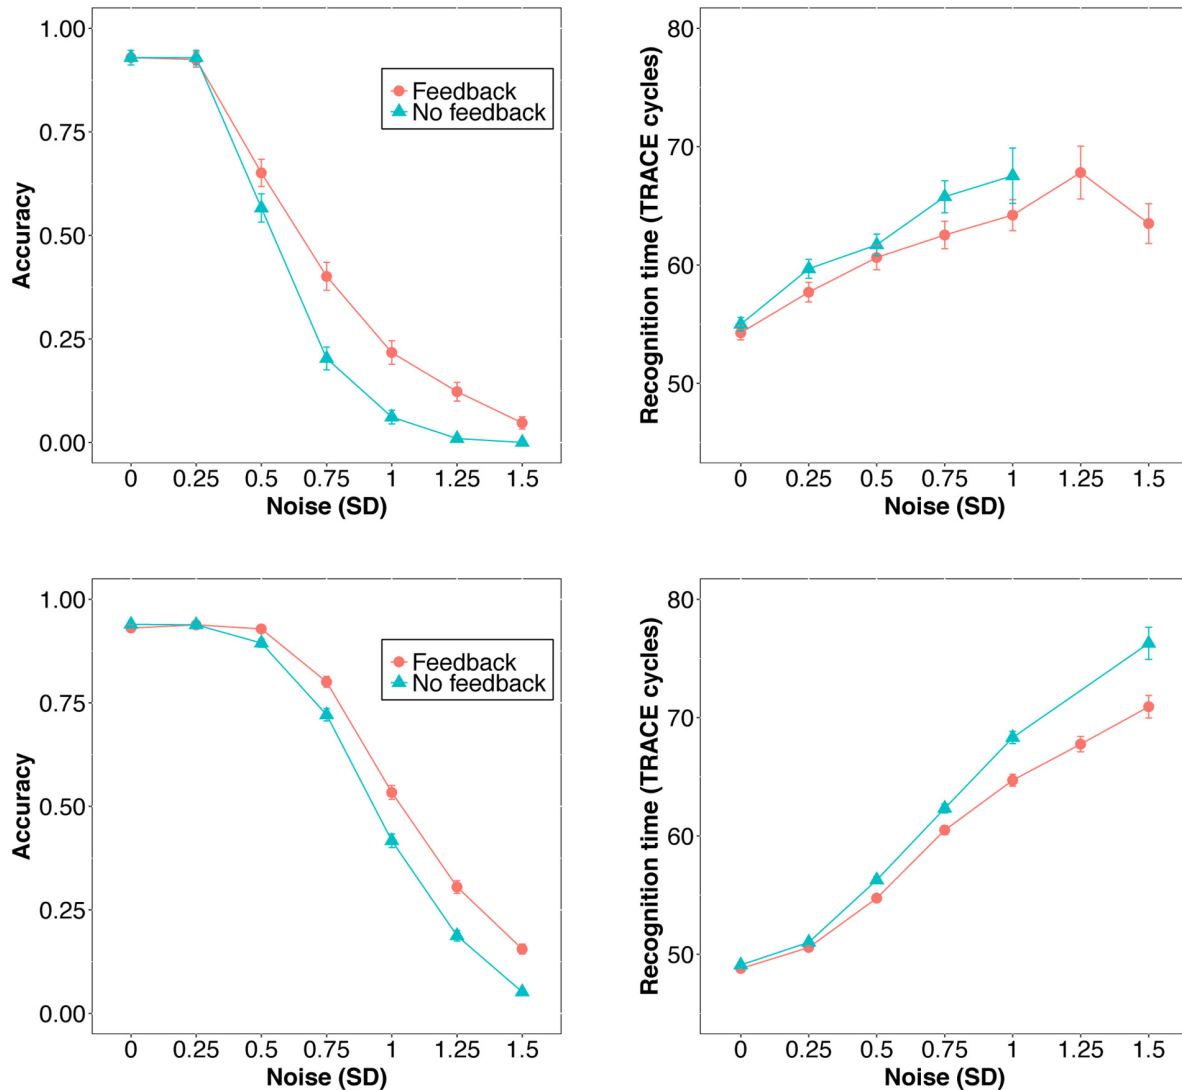 1.00
0.75
0.50
0.25
0.00
Accuracy
Feedback
No feedback
0 0.25 0.5 0.75 1 1.25 1.5
Noise (SD)
80
70
60
50
Recognition time (TRACE cycles)
0 0.25 0.5 0.75 1 1.25 1.5
Noise (SD)
1.00
0.75
0.50
0.25
0.00
Accuracy
Feedback
No feedback
0 0.25 0.5 0.75 1 1.25 1.5
Noise (SD)
80
70
60
50
Recognition time (TRACE cycles)
0 0.25 0.5 0.75 1 1.25 1.5
Noise (SD)